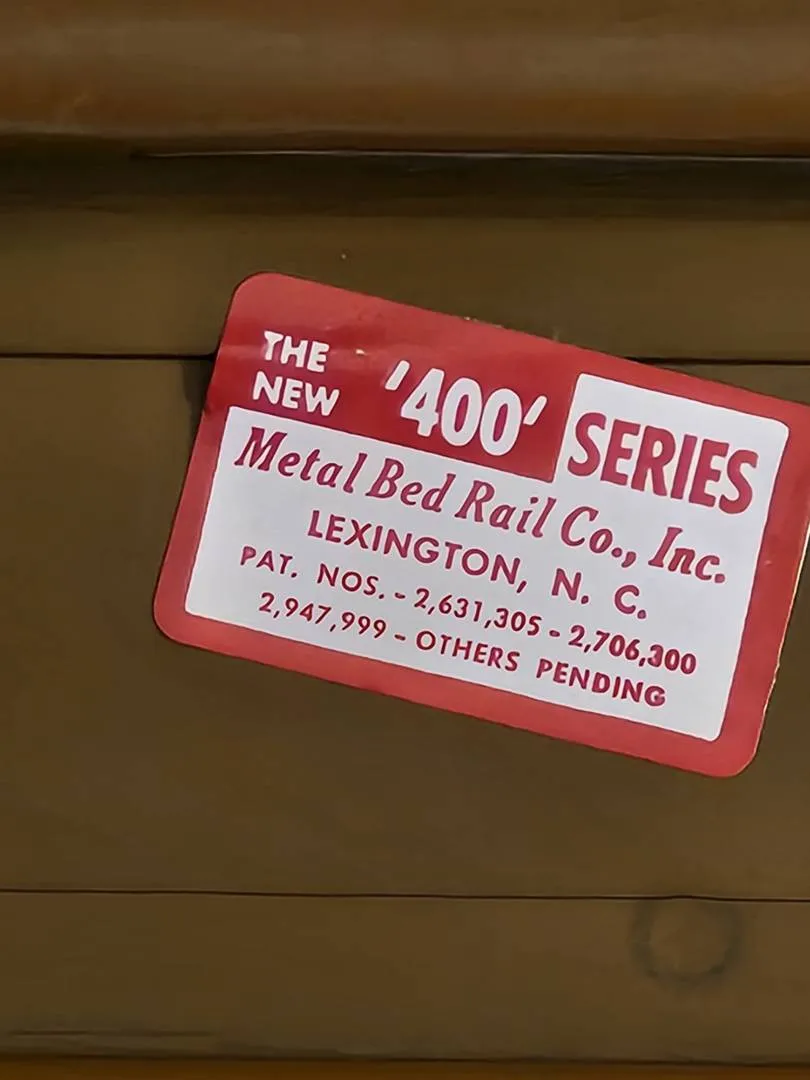 THE NEW '400' SERIES
Metal Bed Rail Co., Inc.
LEXINGTON, N. C.
PAT. NOS. - 2,631,305 - 2,706,300
2,947,999 - OTHERS PENDING